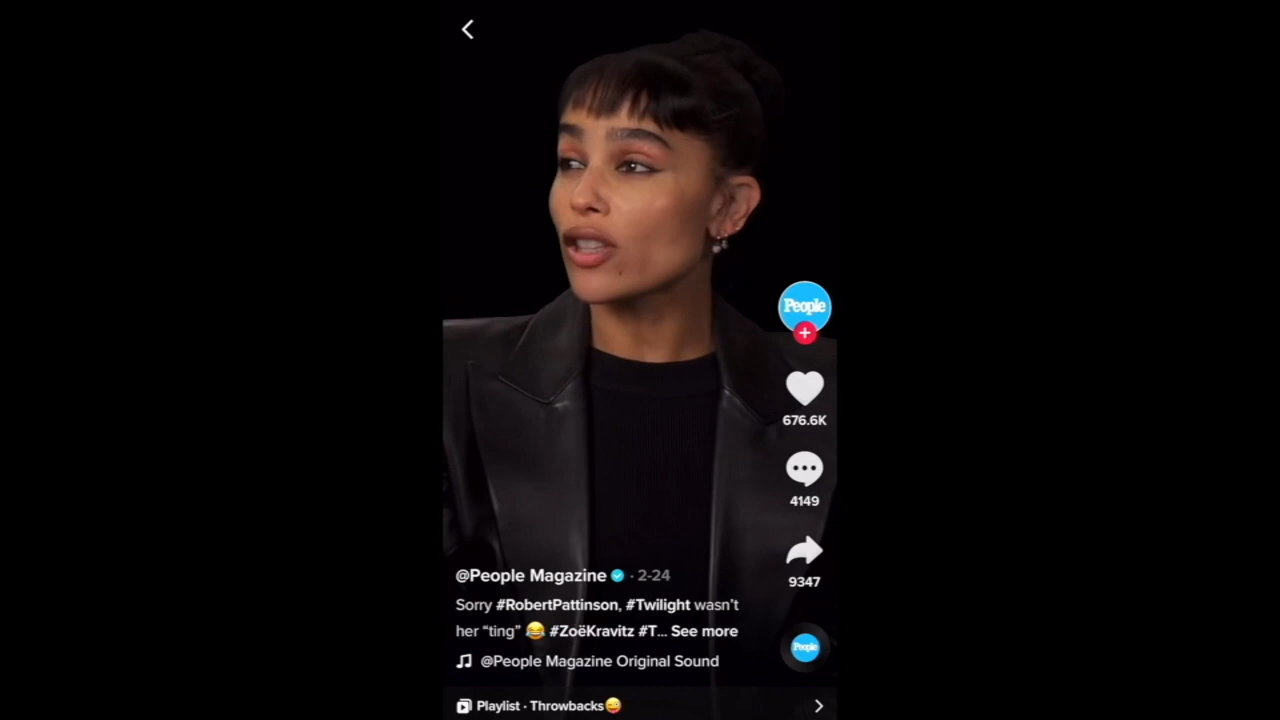 People
676.6K
4149
9347
@People Magazine · 2-24
Sorry #RobertPattinson, #Twilight wasn't
her “ting” 😂 #ZoëKravitz #T... See more
@People Magazine Original Sound
People
Playlist · Throwbacks😜